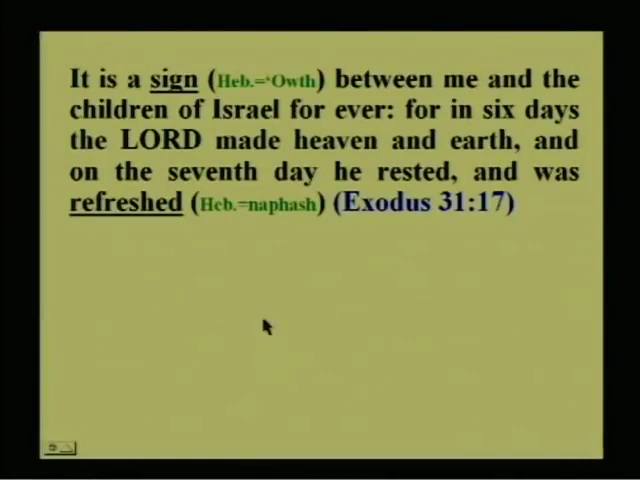 It is a sign (Heb.=‘Owth) between me and the
children of Israel for ever: for in six days
the LORD made heaven and earth, and
on the seventh day he rested, and was
refreshed (Heb.=naphash) (Exodus 31:17)